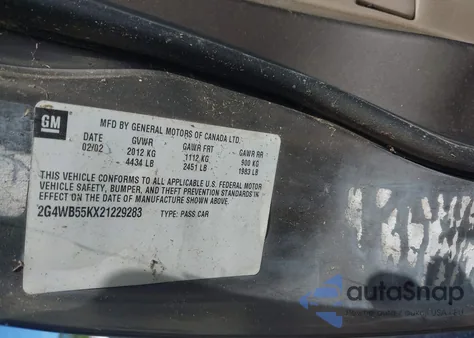 GM
MFD BY GENERAL MOTORS OF CANADA LTD.
DATE GVWR GAWR FRT GAWR RR
02/02 2012 KG 1112 KG 900 KG
4434 LB 2451 LB 1983 LB
THIS VEHICLE CONFORMS TO ALL APPLICABLE U.S. FEDERAL MOTOR
VEHICLE SAFETY, BUMPER, AND THEFT PREVENTION STANDARDS
IN EFFECT ON THE DATE OF MANUFACTURE SHOWN ABOVE.
2G4WB55KX21229283 TYPE: PASS CAR
autoSnap